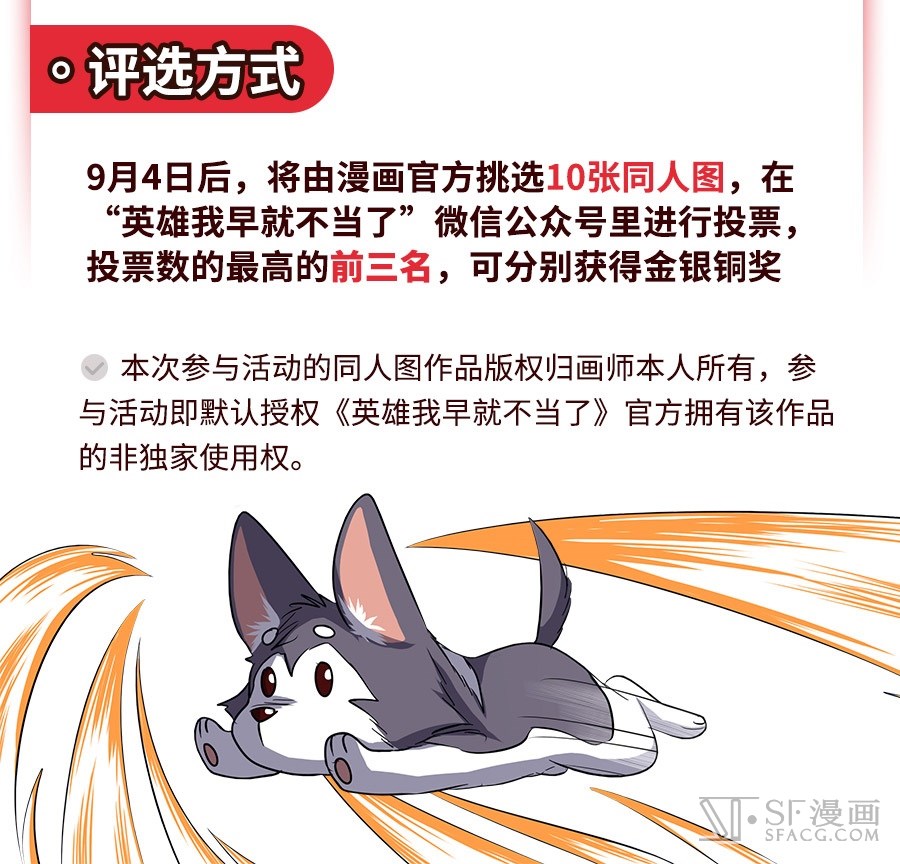 评选方式
9月4日后，将由漫画官方挑选10张同人图，在
“英雄我早就不当了”微信公众号里进行投票，
投票数的最高的前三名，可分别获得金银铜奖
本次参与活动的同人图作品版权归画师本人所有，参
与活动即默认授权《英雄我早就不当了》官方拥有该作品
的非独家使用权。
SF漫画
SFACG.COM